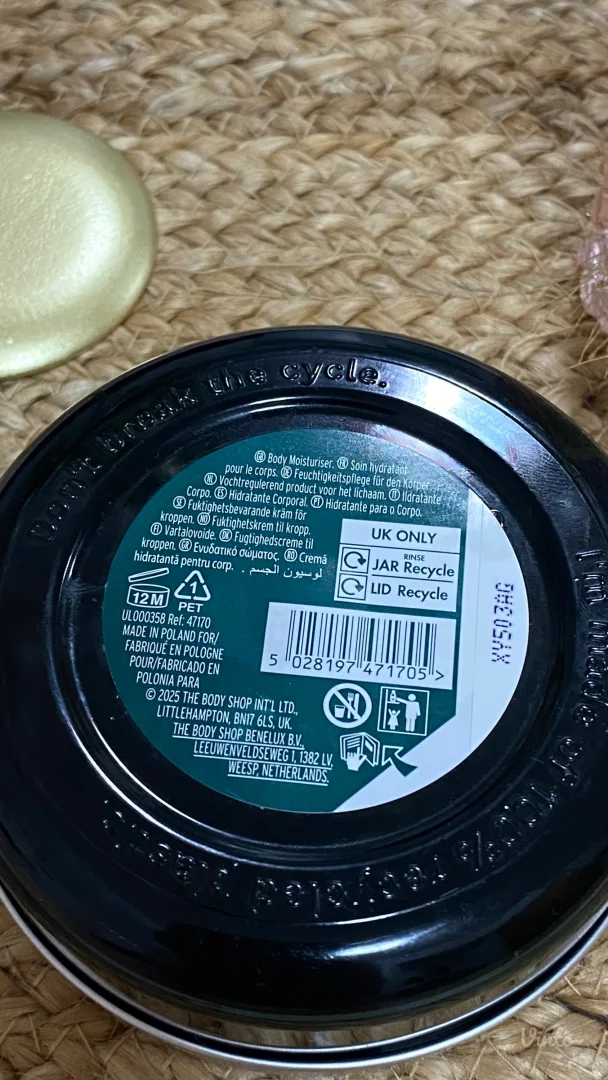 Don't break the cycle.
I'm made of 100% recycled plastic.
GB Body Moisturiser. FR Soin hydratant
pour le corps. DE Feuchtigkeitspflege für den Körper.
NL Vochtregulerend product voor het lichaam. IT Idratante
Corpo. ES Hidratante Corporal. PT Hidratante para o Corpo.
SE Fuktighetsbevarande kräm för
kroppen. NO Fuktighetskrem til kropp.
FI Vartalovoide. DK Fugtighedscreme til
kroppen. GR Ενυδατικό σώματος. RO Cremă
hidratantă pentru corp. لوسيون الجسم.
12M
1
PET
UL000358 Ref: 47170
MADE IN POLAND FOR/
FABRIQUÉ EN POLOGNE
POUR/FABRICADO EN
POLONIA PARA
© 2025 THE BODY SHOP INT'L LTD.,
LITTLEHAMPTON, BN17 6LS, UK.
THE BODY SHOP BENELUX B.V.,
LEEUWENVELDSEWEG 1, 1382 LV,
WEESP, NETHERLANDS.
UK ONLY
RINSE
JAR Recycle
LID Recycle
5 028197 471705 >
XY503AG
Vinted